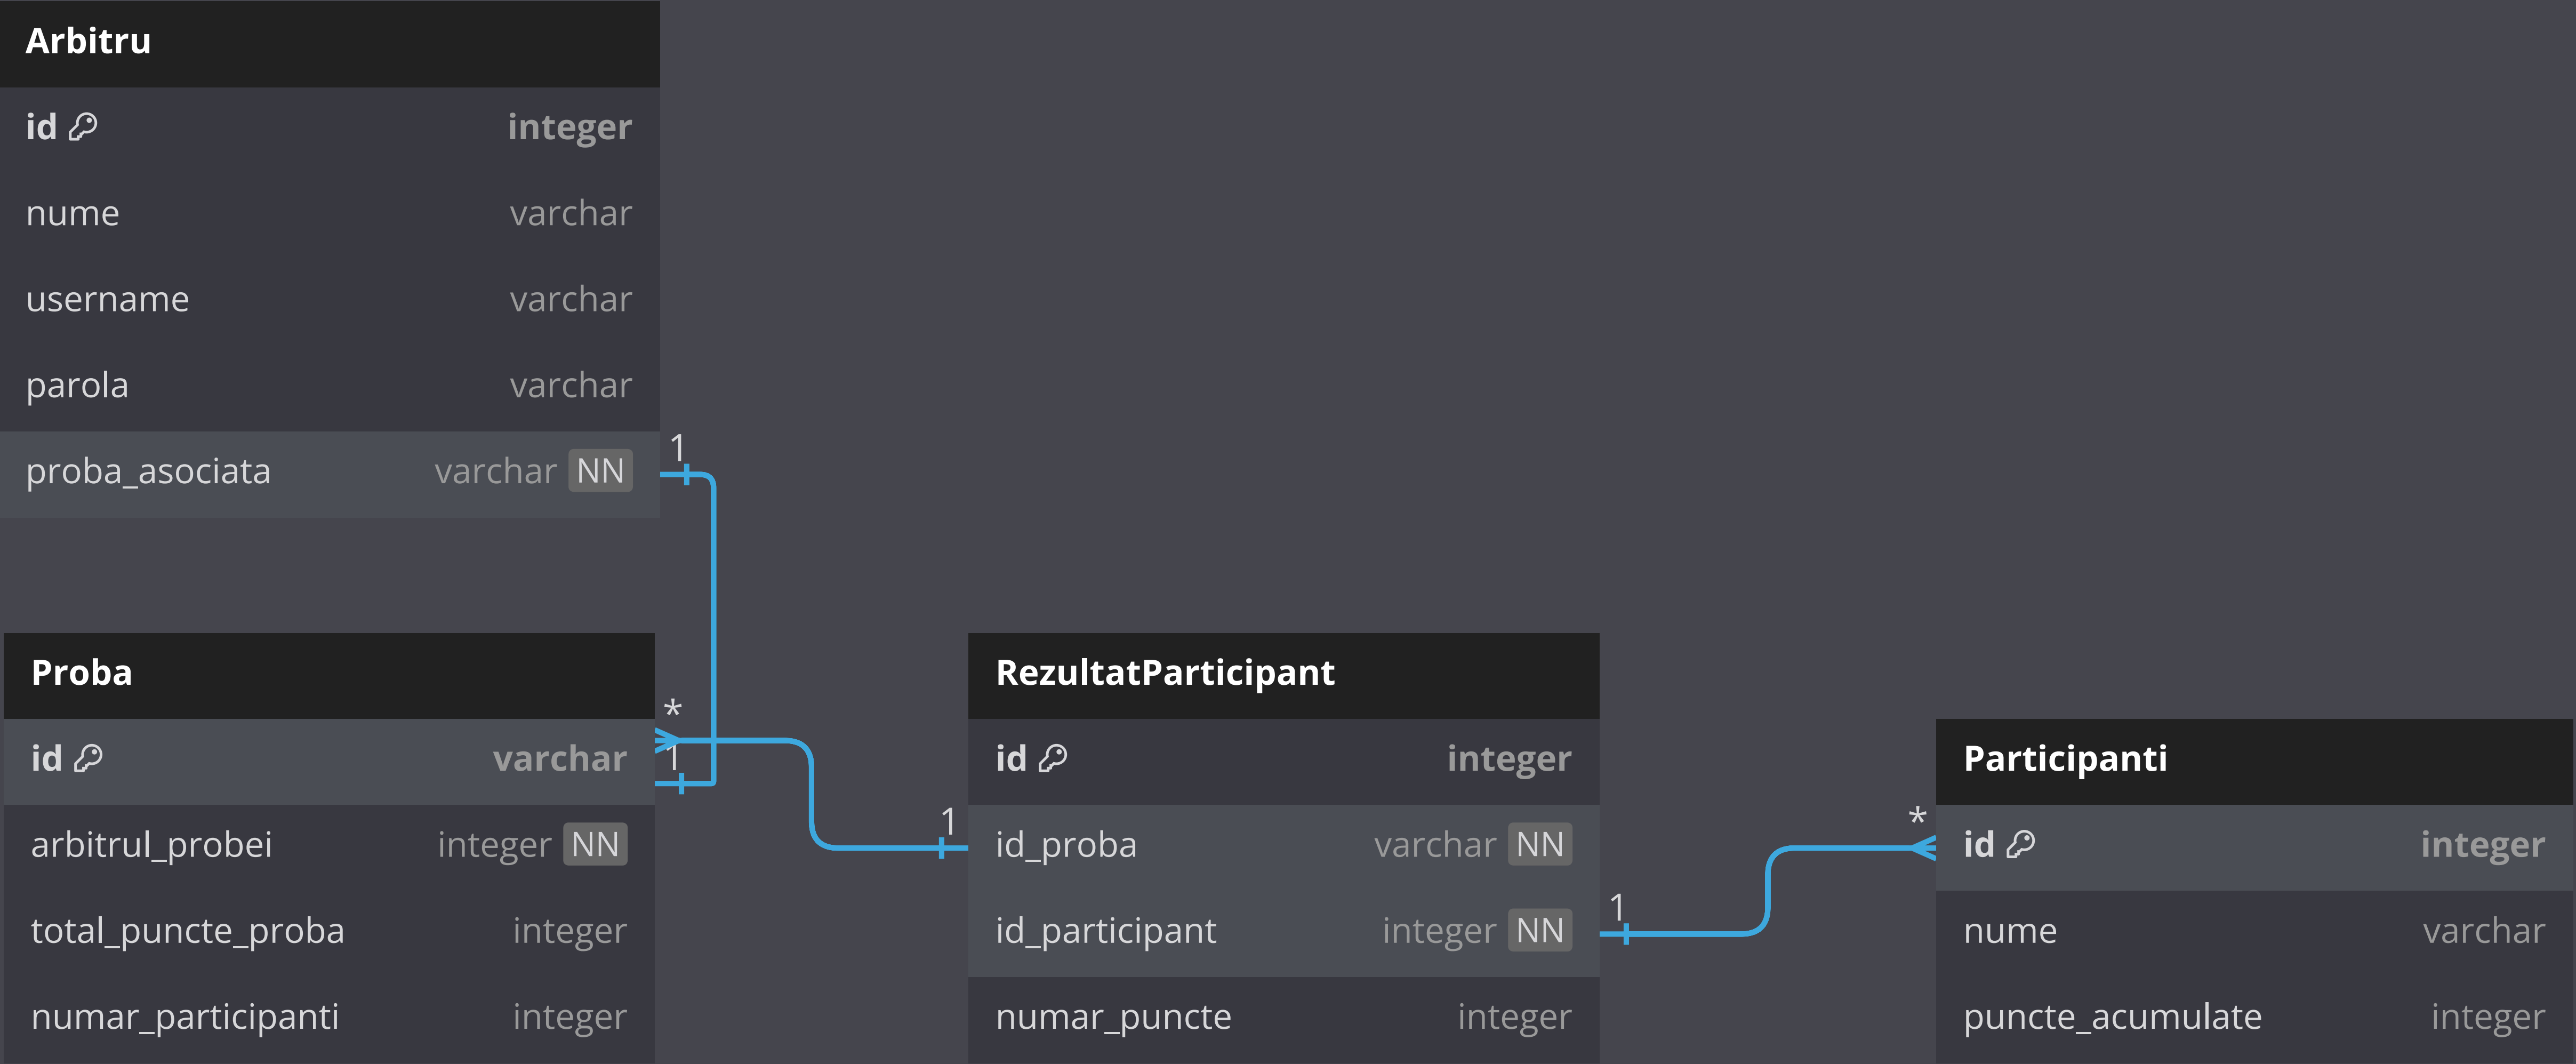 Arbitru
id integer
nume varchar
username varchar
parola varchar
proba_asociata varchar NN
1
Proba
*
id varchar
1
arbitrul_probei integer NN
total_puncte_proba integer
numar_participanti integer
RezultatParticipant
id integer
1
id_proba varchar NN
id_participant integer NN
1
numar_puncte integer
Participanti
*
id integer
nume varchar
puncte_acumulate integer